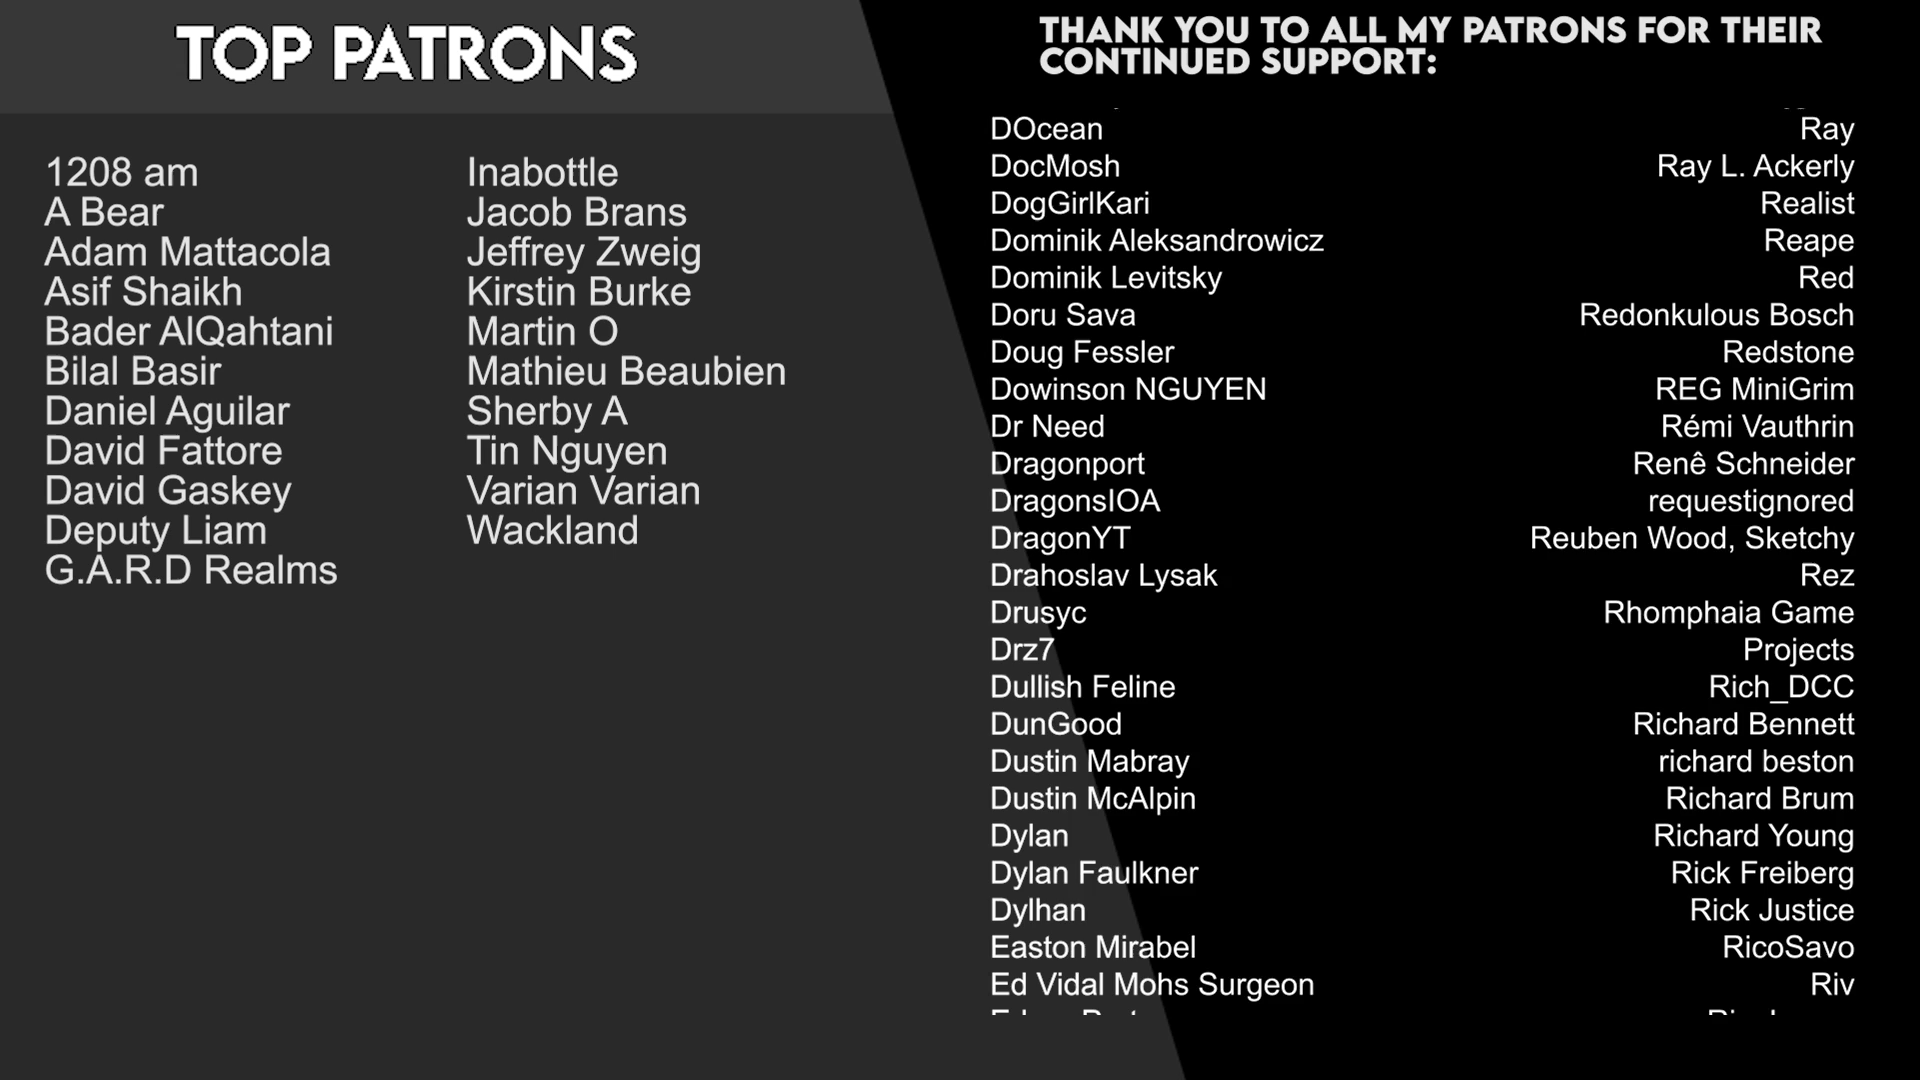 TOP PATRONS
1208 am
A Bear
Adam Mattacola
Asif Shaikh
Bader AlQahtani
Bilal Basir
Daniel Aguilar
David Fattore
David Gaskey
Deputy Liam
G.A.R.D Realms
Inabottle
Jacob Brans
Jeffrey Zweig
Kirstin Burke
Martin O
Mathieu Beaubien
Sherby A
Tin Nguyen
Varian Varian
Wackland
THANK YOU TO ALL MY PATRONS FOR THEIR
CONTINUED SUPPORT:
DOcean
DocMosh
DogGirlKari
Dominik Aleksandrowicz
Dominik Levitsky
Doru Sava
Doug Fessler
Dowinson NGUYEN
Dr Need
Dragonport
DragonsIOA
DragonYT
Drahoslav Lysak
Drusyc
Drz7
Dullish Feline
DunGood
Dustin Mabray
Dustin McAlpin
Dylan
Dylan Faulkner
Dylhan
Easton Mirabel
Ed Vidal Mohs Surgeon
Ray
Ray L. Ackerly
Realist
Reape
Red
Redonkulous Bosch
Redstone
REG MiniGrim
Rémi Vauthrin
Renê Schneider
requestignored
Reuben Wood, Sketchy
Rez
Rhomphaia Game
Projects
Rich_DCC
Richard Bennett
richard beston
Richard Brum
Richard Young
Rick Freiberg
Rick Justice
RicoSavo
Riv